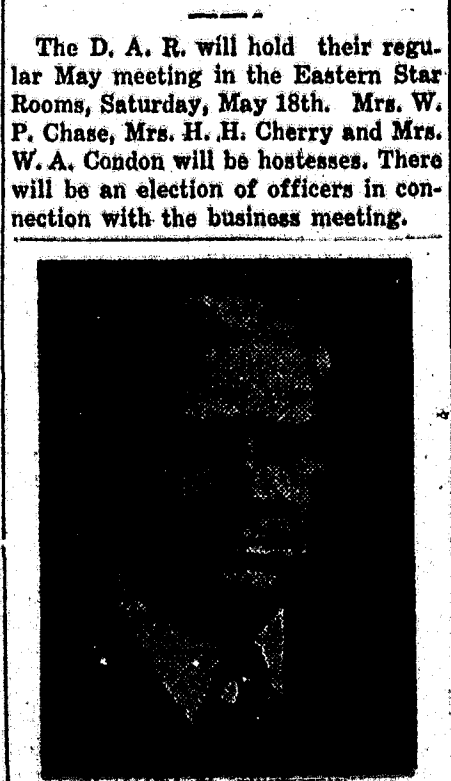 The D. A. R. will hold their regu-
lar May meeting in the Eastern Star
Rooms, Saturday, May 18th. Mrs. W.
P. Chase, Mrs. H. H. Cherry and Mrs.
W. A. Condon will be hostesses. There
will be an election of officers in con-
nection with the business meeting.